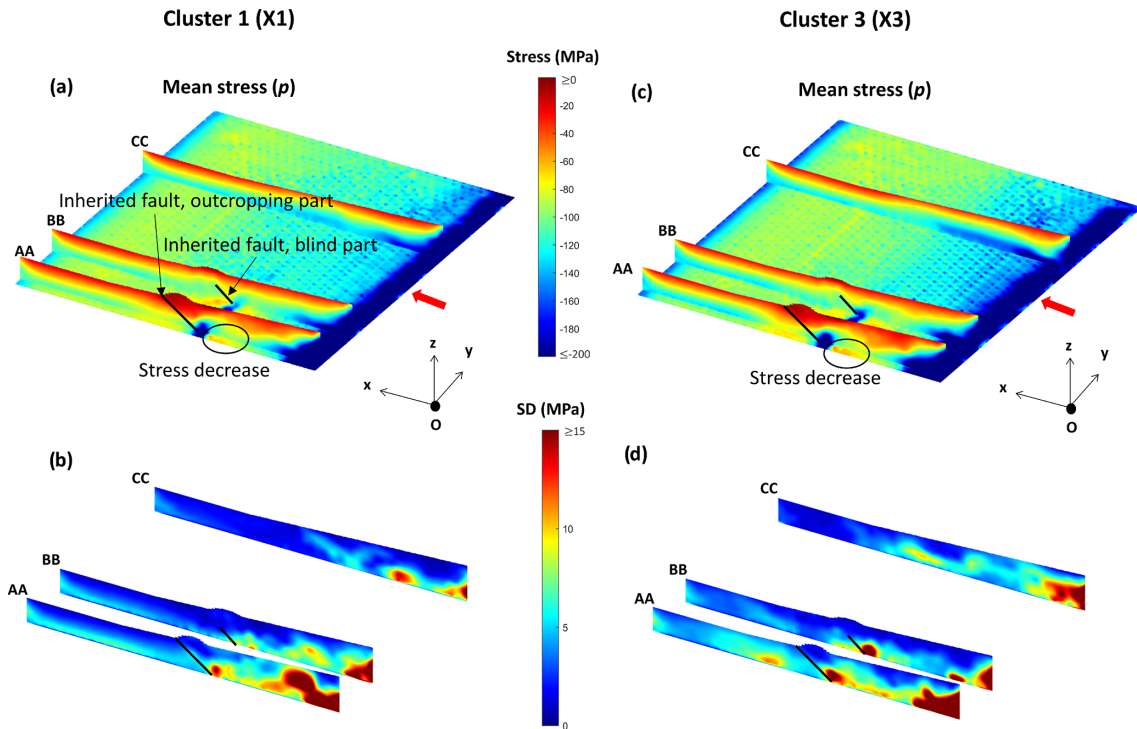 Cluster 1 (X1)
Cluster 3 (X3)
Stress (MPa)
(a)
Mean stress (p)
≥0
-20
-40
-60
-80
-100
-120
-140
-160
-180
≤-200
(c)
Mean stress (p)
CC
Inherited fault, outcropping part
BB
Inherited fault, blind part
AA
Stress decrease
z
y
x
O
CC
BB
AA
Stress decrease
z
y
x
O
SD (MPa)
≥15
10
5
0
(b)
CC
BB
AA
(d)
CC
BB
AA